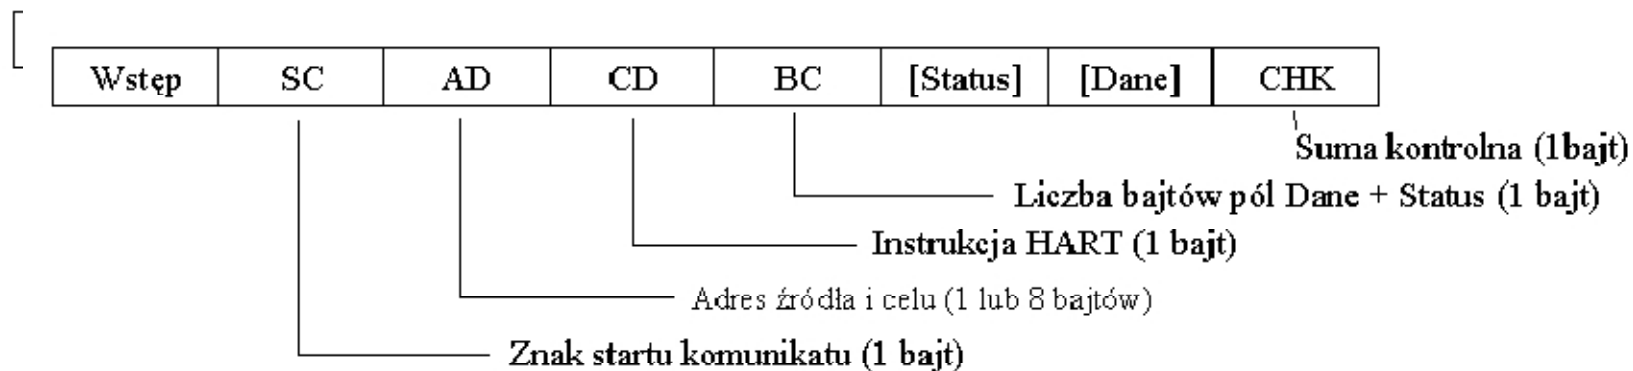 Wstęp SC AD CD BC [Status] [Dane] CHK
Suma kontrolna (1bajt)
Liczba bajtów pól Dane + Status (1 bajt)
Instrukcja HART (1 bajt)
Adres źródła i celu (1 lub 8 bajtów)
Znak startu komunikatu (1 bajt)